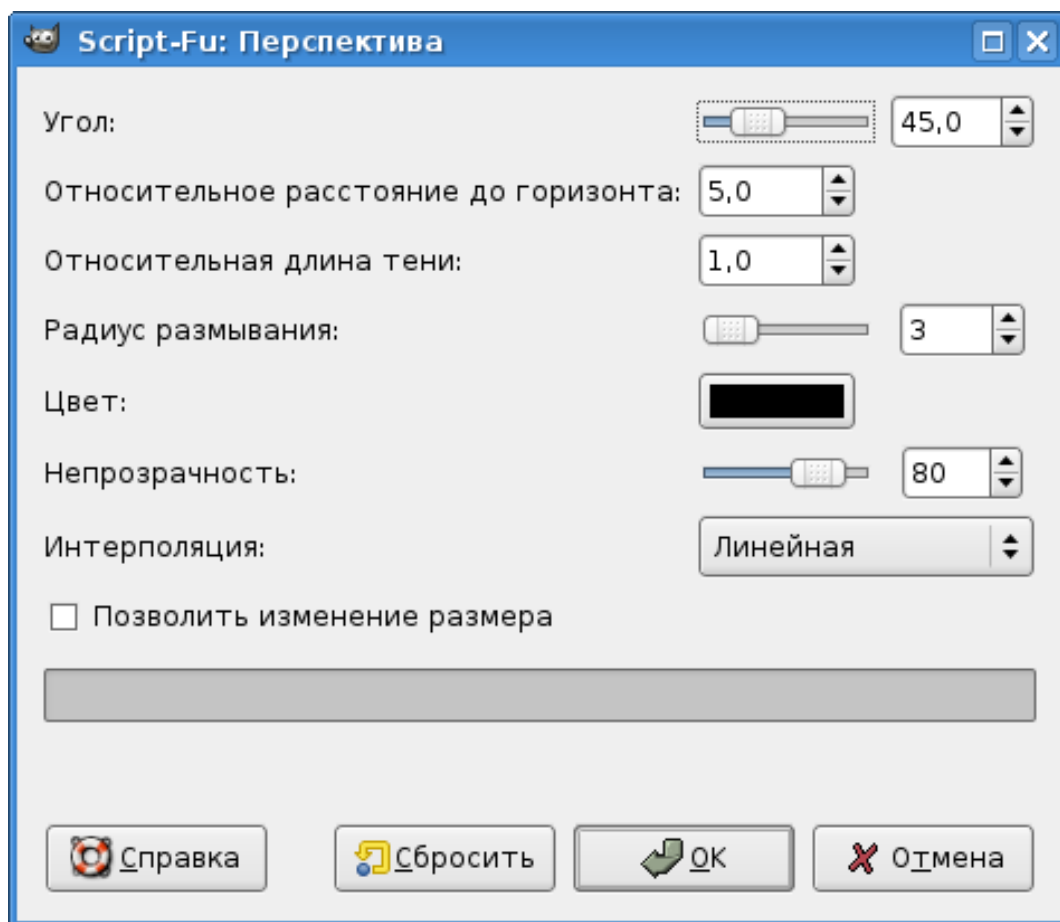 Script-Fu: Перспектива
Угол: 45,0
Относительное расстояние до горизонта: 5,0
Относительная длина тени: 1,0
Радиус размывания: 3
Цвет:
Непрозрачность: 80
Интерполяция: Линейная
Позволить изменение размера
Справка Сбросить OK Отмена